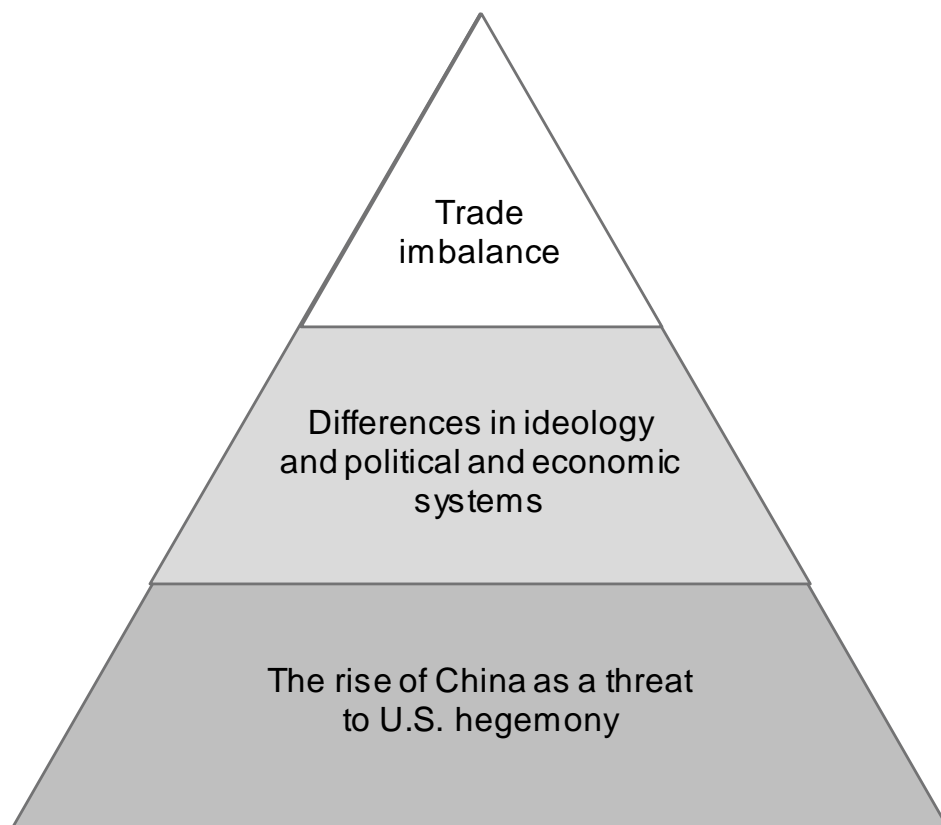 Trade
imbalance
Differences in ideology
and political and economic
systems
The rise of China as a threat
to U.S. hegemony